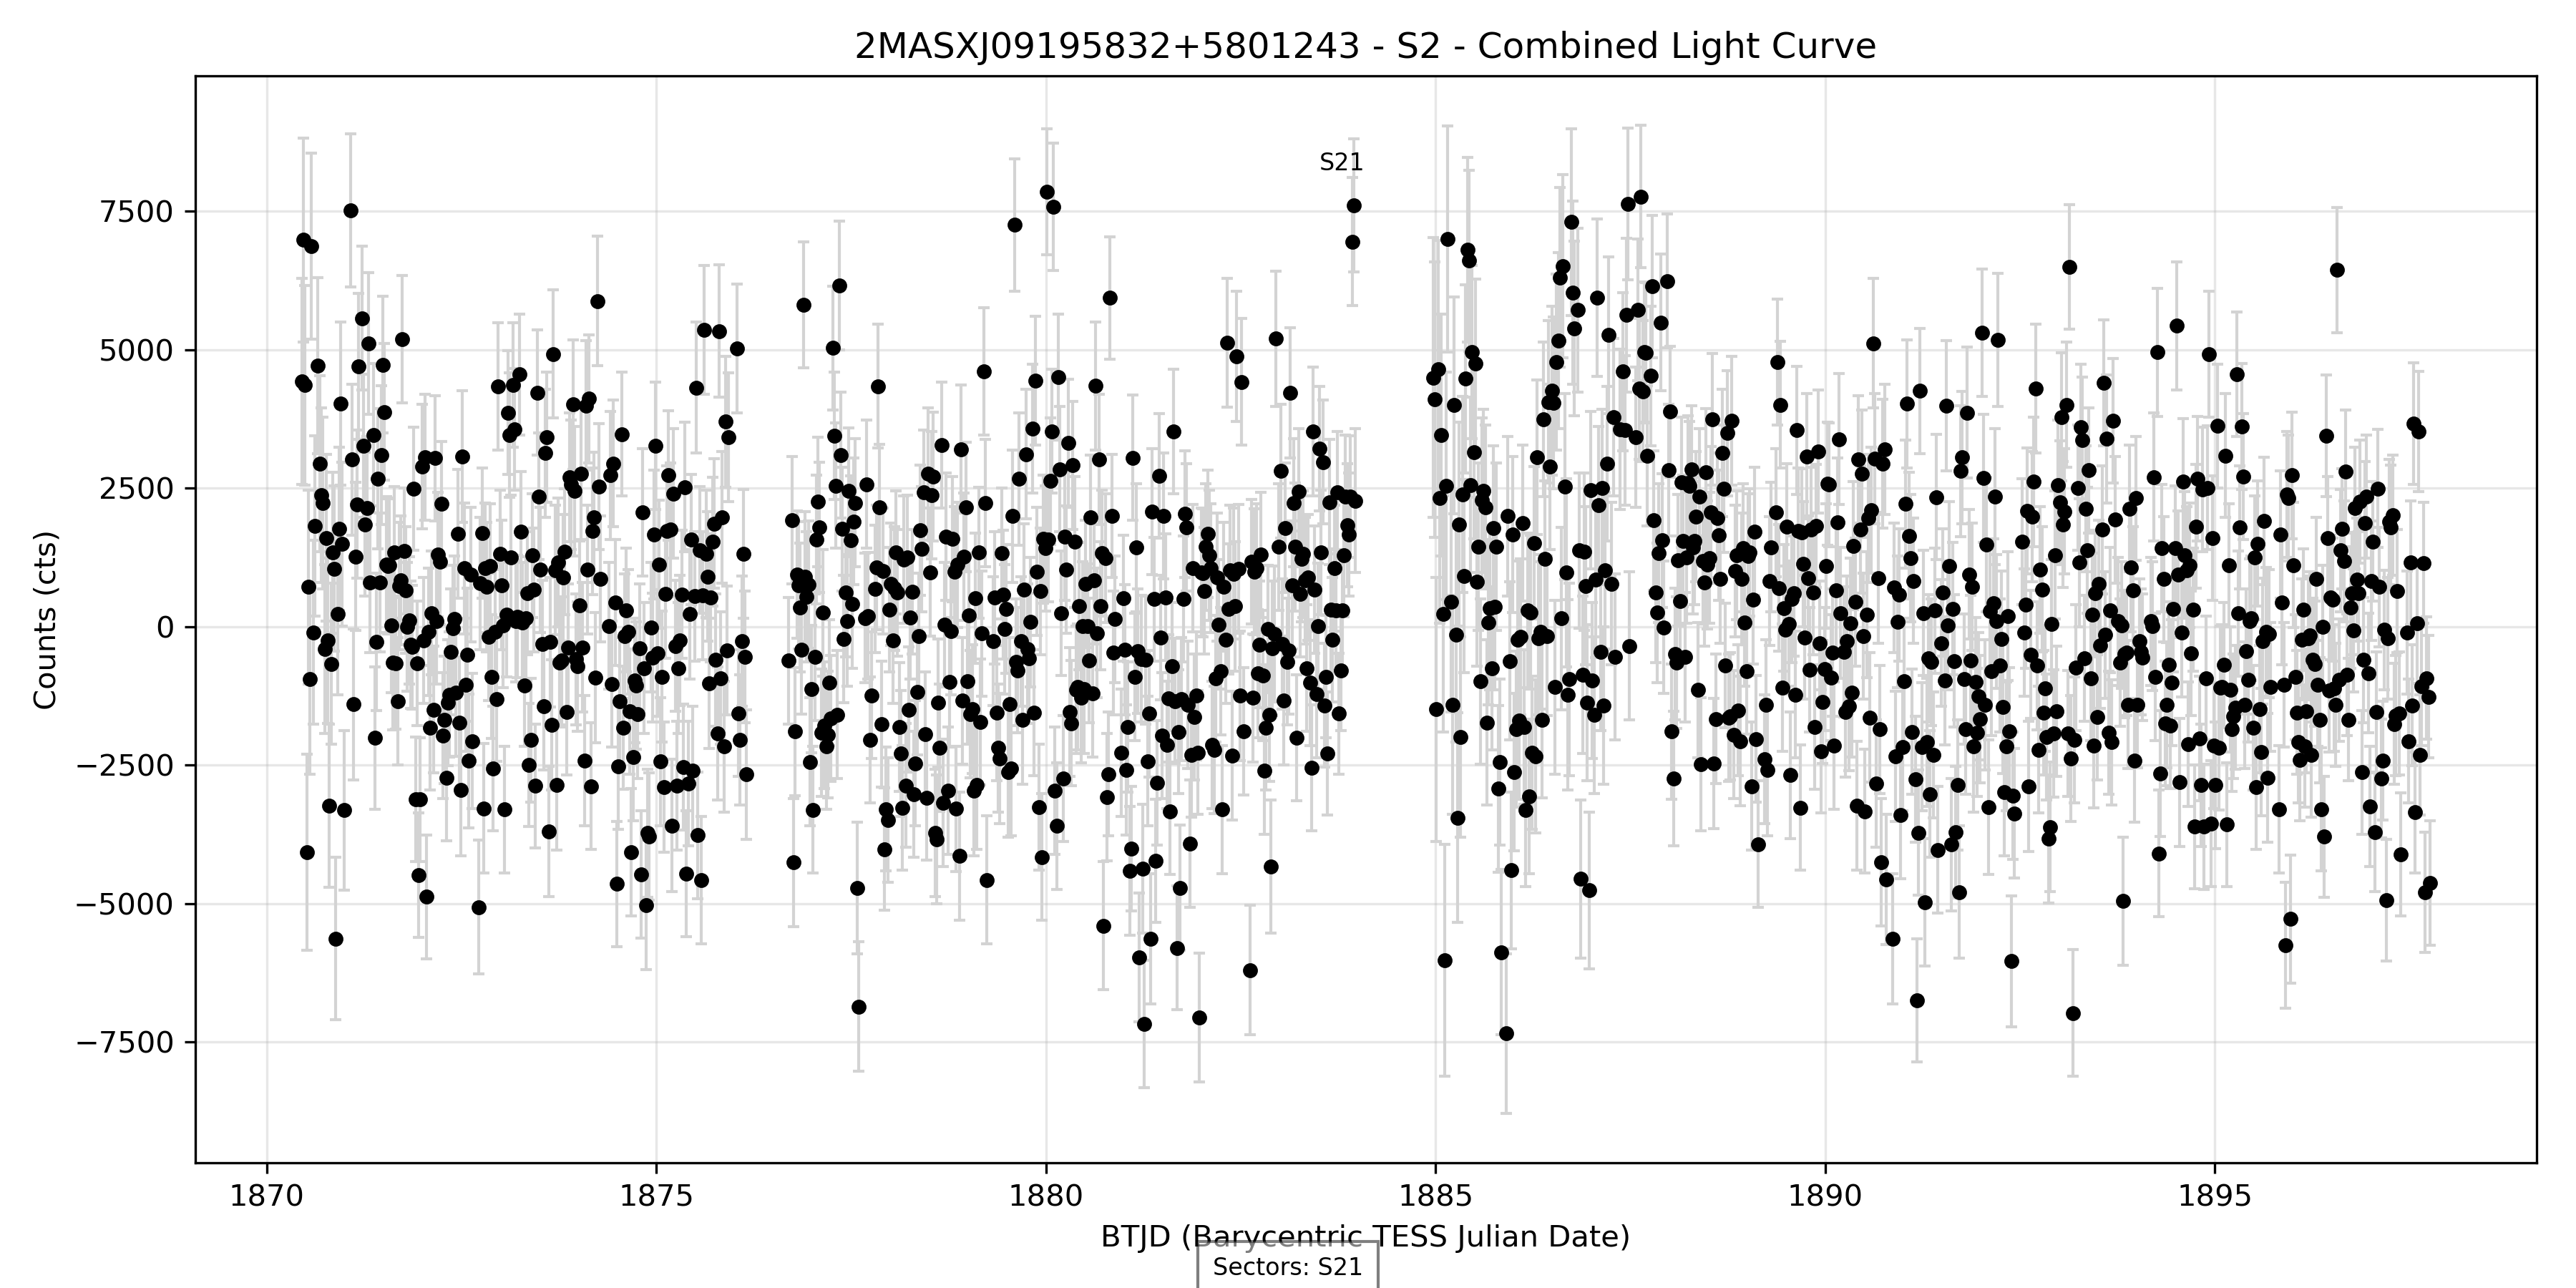 2MASXJ09195832+5801243 - S2 - Combined Light Curve
S21
7500
5000
2500
0
−2500
−5000
−7500
Counts (cts)
1870 1875 1880 1885 1890 1895
BTJD (Barycentric TESS Julian Date)
Sectors: S21